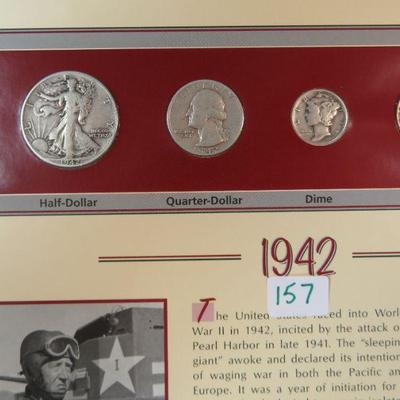 1942
Half-Dollar
Quarter-Dollar
Dime
1942
157
The United States raced into World
War II in 1942, incited by the attack o
Pearl Harbor in late 1941. The "sleepin
giant" awoke and declared its intention
of waging war in both the Pacific an
Europe. It was a year of initiation for
I